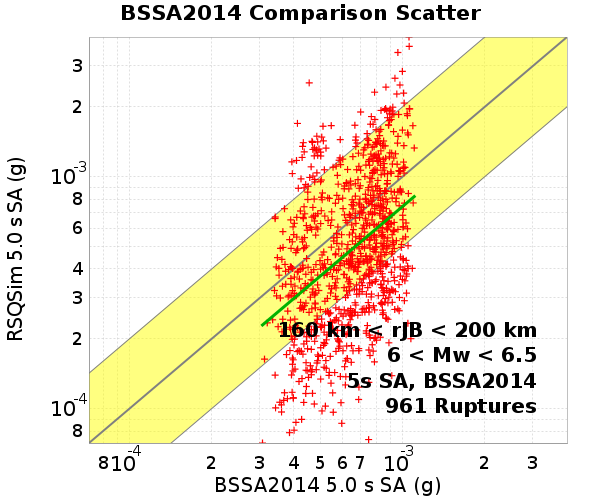 BSSA2014 Comparison Scatter
RSQSim 5.0 s SA (g)
3
2
10⁻³
8
6
4
3
2
10⁻⁴
8
160 km < rJB < 200 km
6 < Mw < 6.5
5s SA, BSSA2014
961 Ruptures
8 10⁻⁴ 2 3 4 5 6 7 10⁻³ 2 3
BSSA2014 5.0 s SA (g)